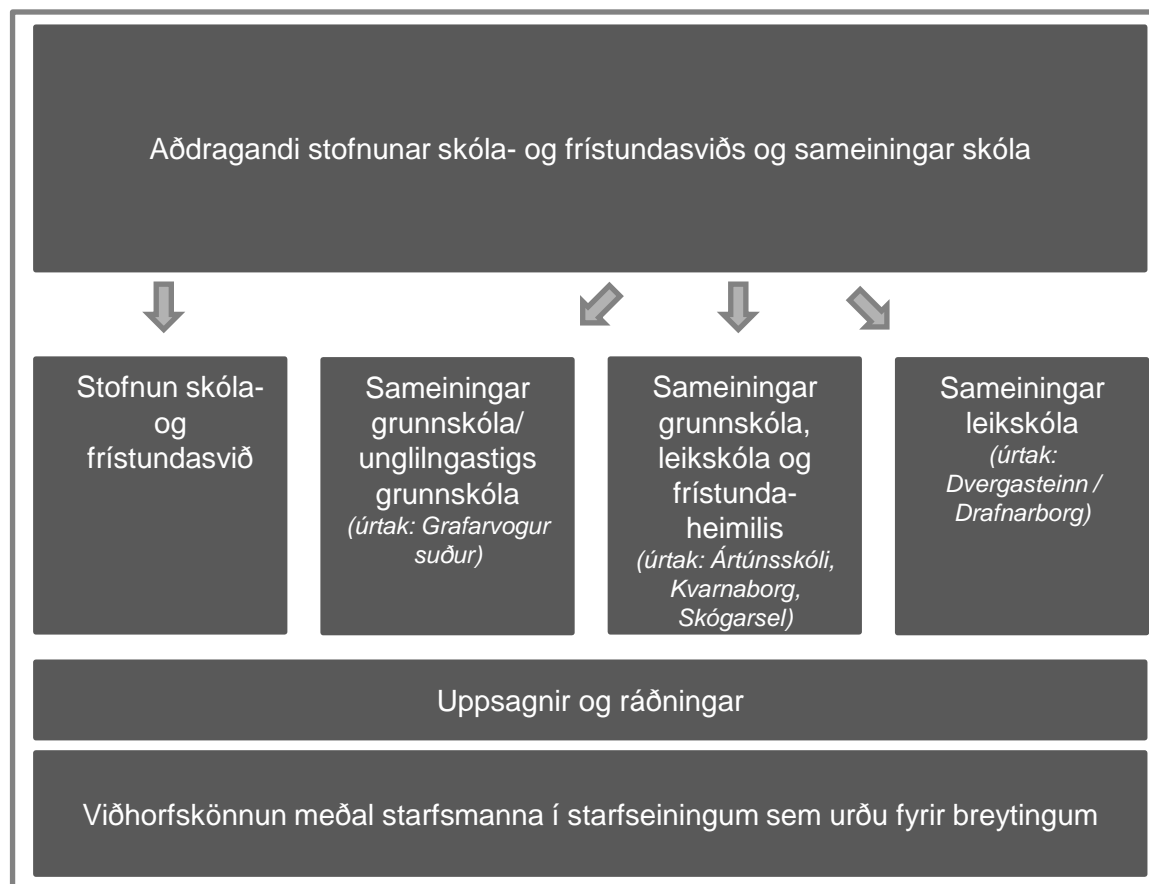 Aðdragandi stofnunar skóla- og frístundasviðs og sameiningar skóla
Stofnun skóla-
og
frístundasvið
Sameiningar
grunnskóla/
unglilngastigs
grunnskóla
(úrtak: Grafarvogur
suður)
Sameiningar
grunnskóla,
leikskóla og
frístunda-
heimilis
(úrtak: Ártúnsskóli,
Kvarnaborg,
Skógarsel)
Sameiningar
leikskóla
(úrtak:
Dvergasteinn /
Drafnarborg)
Uppsagnir og ráðningar
Viðhorfskönnun meðal starfsmanna í starfseiningum sem urðu fyrir breytingum